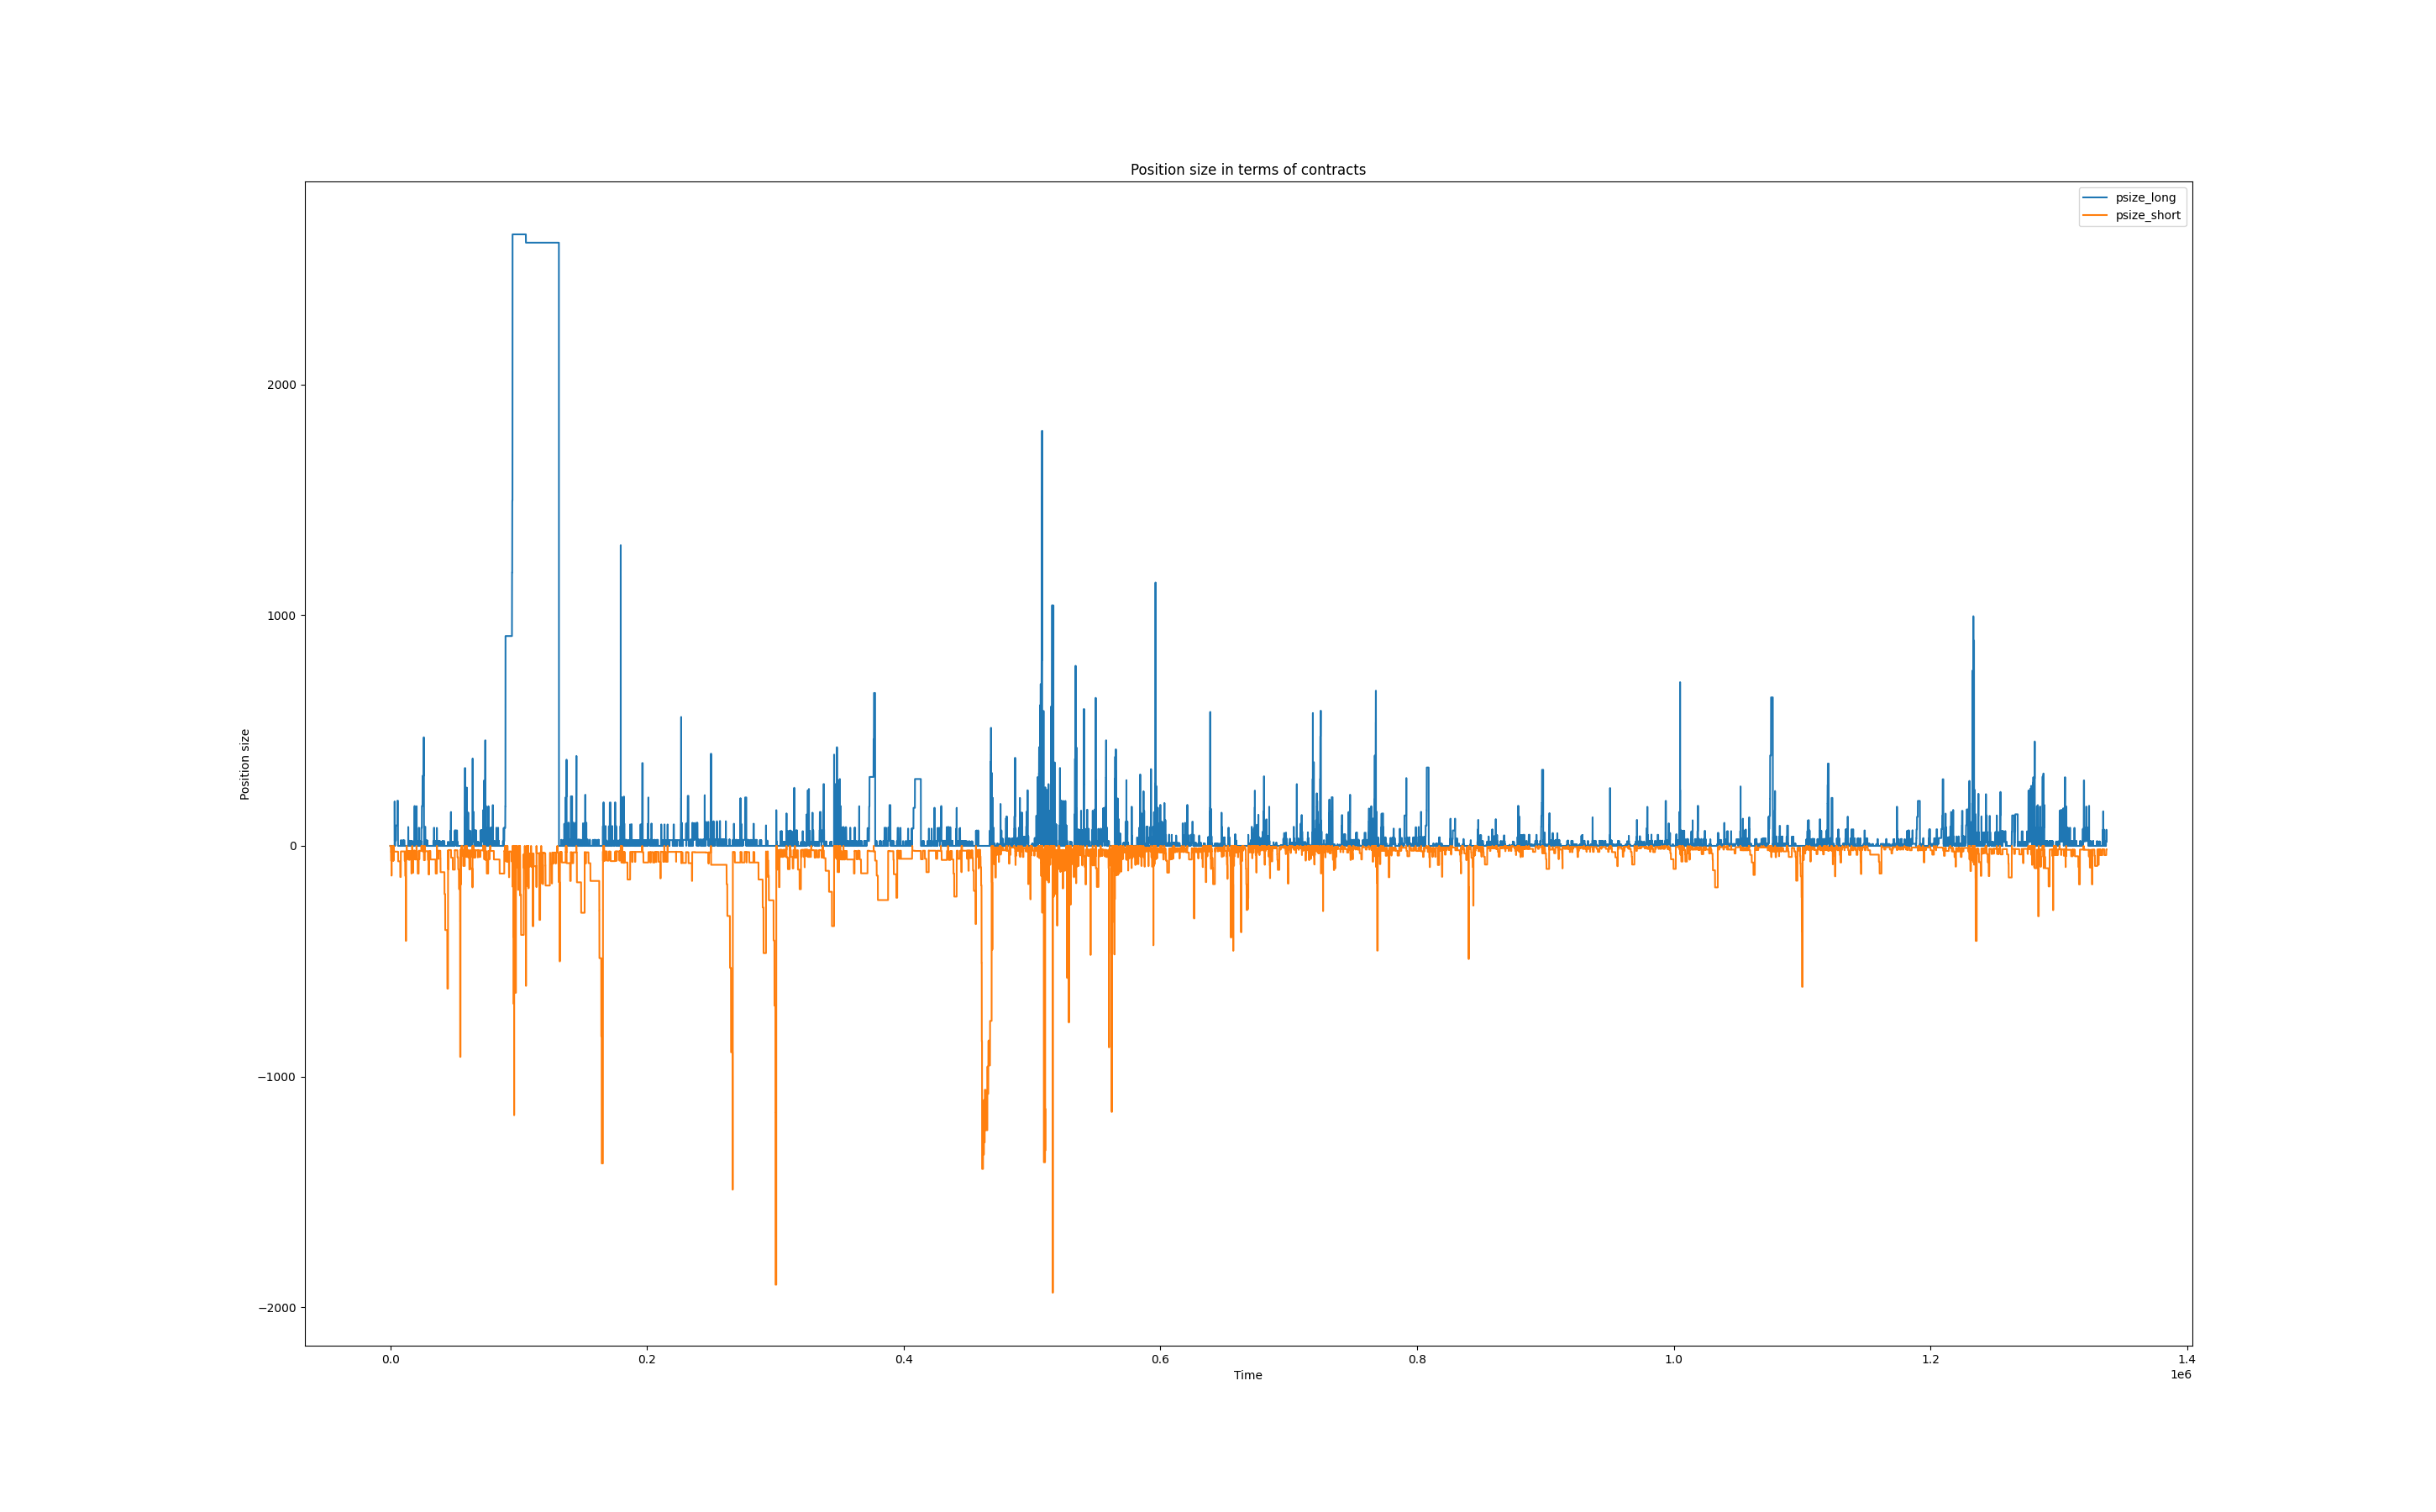 Position size in terms of contracts
psize_long
psize_short
2000
1000
0
−1000
−2000
Position size
0.0 0.2 0.4 0.6 0.8 1.0 1.2 1.4
Time
1e6